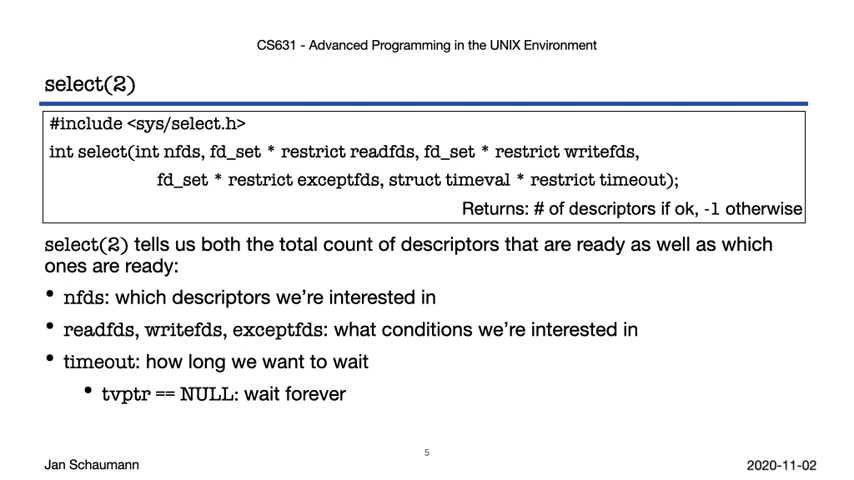 CS631 - Advanced Programming in the UNIX Environment
select(2)
#include <sys/select.h>
int select(int nfds, fd_set * restrict readfds, fd_set * restrict writefds,
fd_set * restrict exceptfds, struct timeval * restrict timeout);
Returns: # of descriptors if ok, -1 otherwise
select(2) tells us both the total count of descriptors that are ready as well as which
ones are ready:
• nfds: which descriptors we're interested in
• readfds, writefds, exceptfds: what conditions we're interested in
• timeout: how long we want to wait
• tvptr == NULL: wait forever
5
Jan Schaumann
2020-11-02